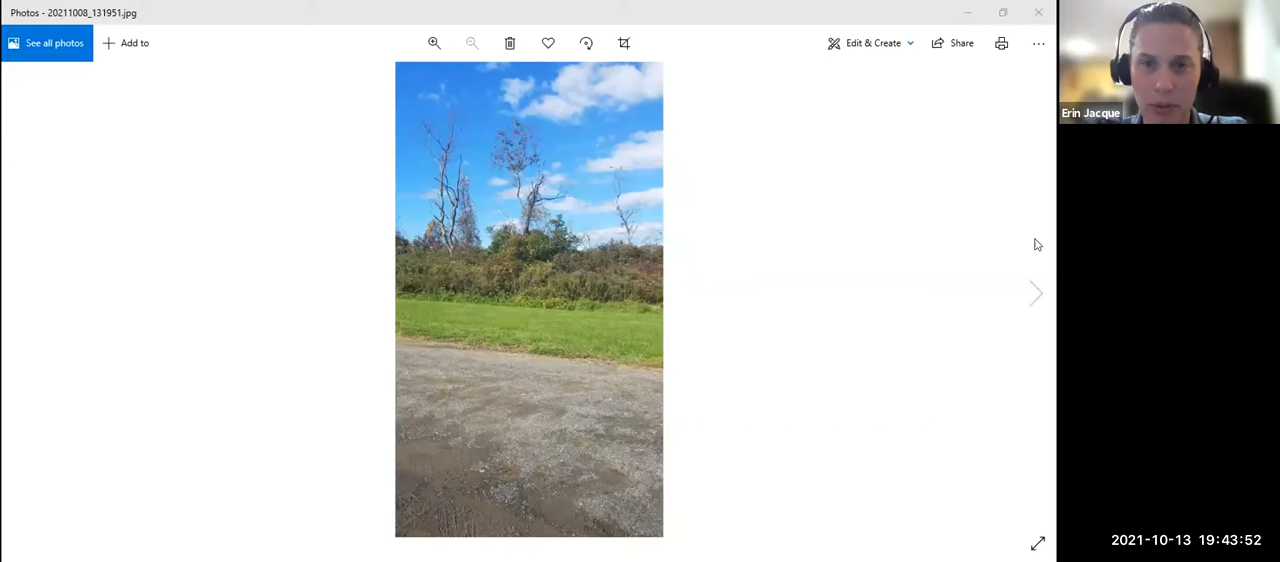 Photos - 20211008_131951.jpg
See all photos
Add to
Edit & Create
Share
Erin Jacque
2021-10-13 19:43:52